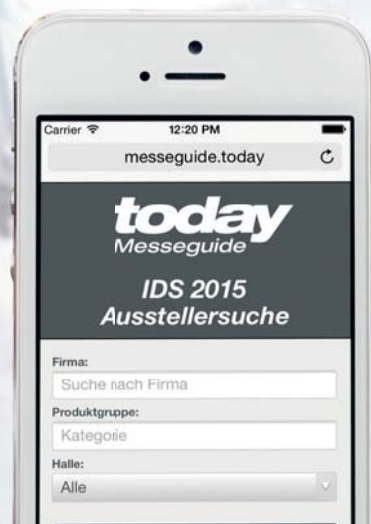 Carrier 12:20 PM
messeguide.today
today
Messeguide
IDS 2015
Ausstellersuche
Firma:
Suche nach Firma
Produktgruppe:
Kategorie
Halle:
Alle